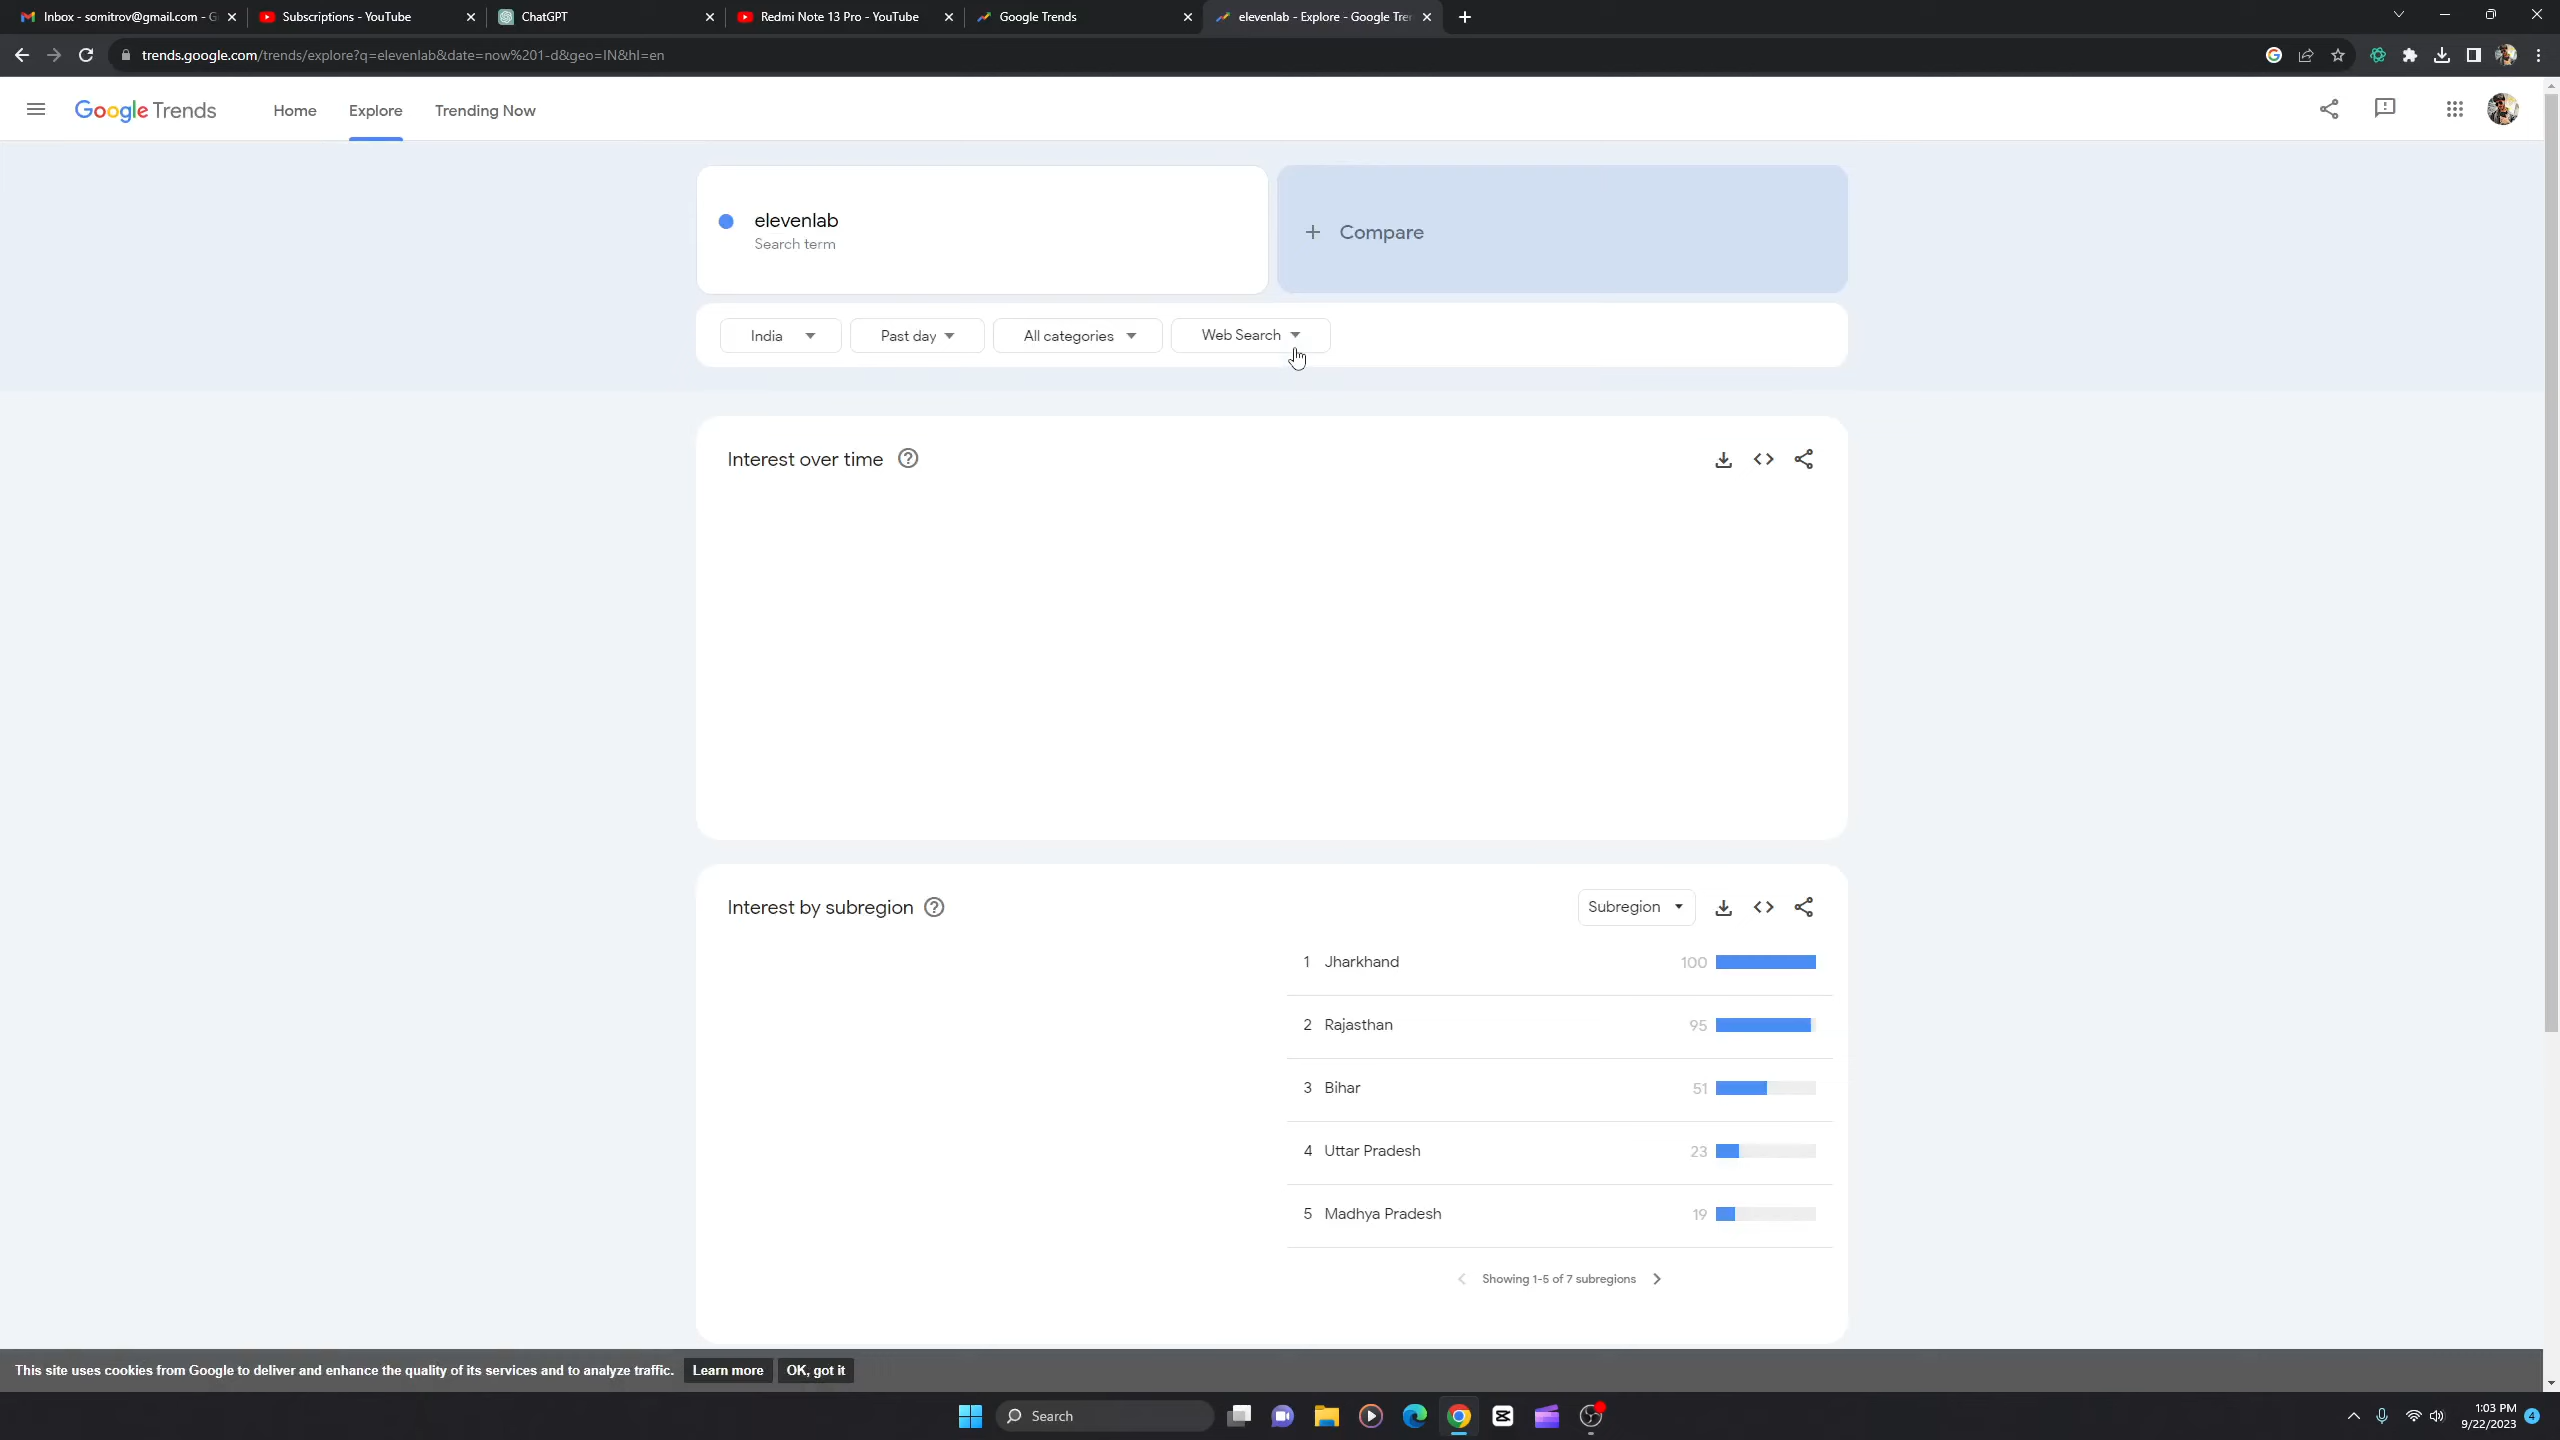 Inbox - somitrov@gmail.com - G
Subscriptions - YouTube
ChatGPT
Redmi Note 13 Pro - YouTube
Google Trends
elevenlab - Explore - Google Tre
trends.google.com/trends/explore?q=elevenlab&date=now%201-d&geo=IN&hl=en
Google Trends
Home
Explore
Trending Now
elevenlab
Search term
+ Compare
India
Past day
All categories
Web Search
Interest over time
Interest by subregion
Subregion
1 Jharkhand 100
2 Rajasthan 95
3 Bihar 51
4 Uttar Pradesh 23
5 Madhya Pradesh 19
Showing 1-5 of 7 subregions
This site uses cookies from Google to deliver and enhance the quality of its services and to analyze traffic. Learn more OK, got it
Search
1:03 PM
9/22/2023
4